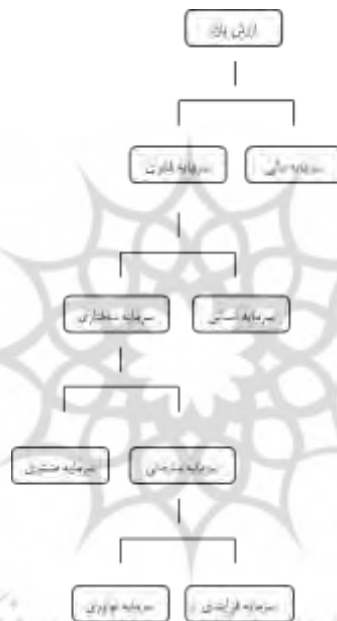 ارزش بازار
سرمایه مالی
سرمایه فکری
سرمایه انسانی
سرمایه ساختاری
سرمایه سازمانی
سرمایه مشتری
سرمایه فرآیندی
سرمایه نوآوری